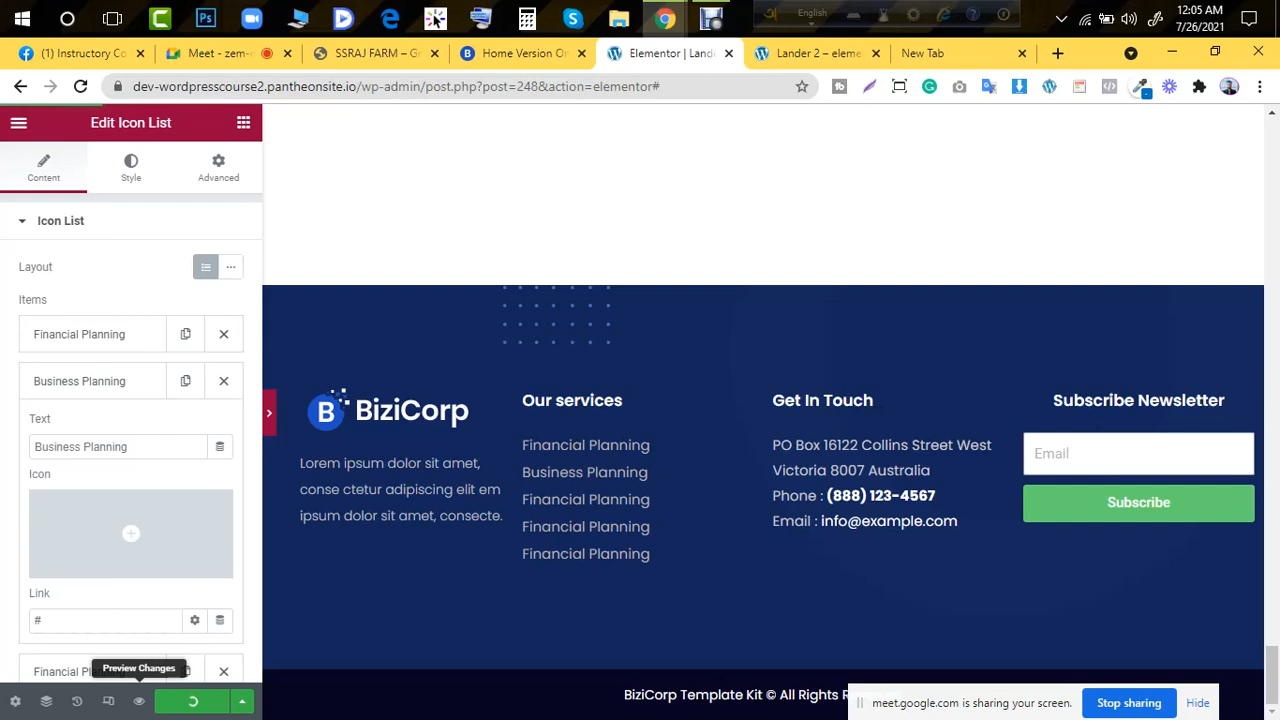 12:05 AM
7/26/2021
English
(1) Instructory Co
Meet - zem-
SSRAJ FARM – G
Home Version On
Elementor | Lande
Lander 2 – eleme
New Tab
dev-wordpresscourse2.pantheonsite.io/wp-admin/post.php?post=248&action=elementor#
Edit Icon List
Content
Style
Advanced
Icon List
Layout
Items
Financial Planning
Business Planning
Text
Business Planning
Icon
Link
#
Financial
Preview Changes
BiziCorp
Lorem ipsum dolor sit amet,
conse ctetur adipiscing elit em
ipsum dolor sit amet, consecte.
Our services
Financial Planning
Business Planning
Financial Planning
Financial Planning
Financial Planning
Get In Touch
PO Box 16122 Collins Street West
Victoria 8007 Australia
Phone : (888) 123-4567
Email : info@example.com
Subscribe Newsletter
Email
Subscribe
BiziCorp Template Kit © All Rights
meet.google.com is sharing your screen.
Stop sharing
Hide